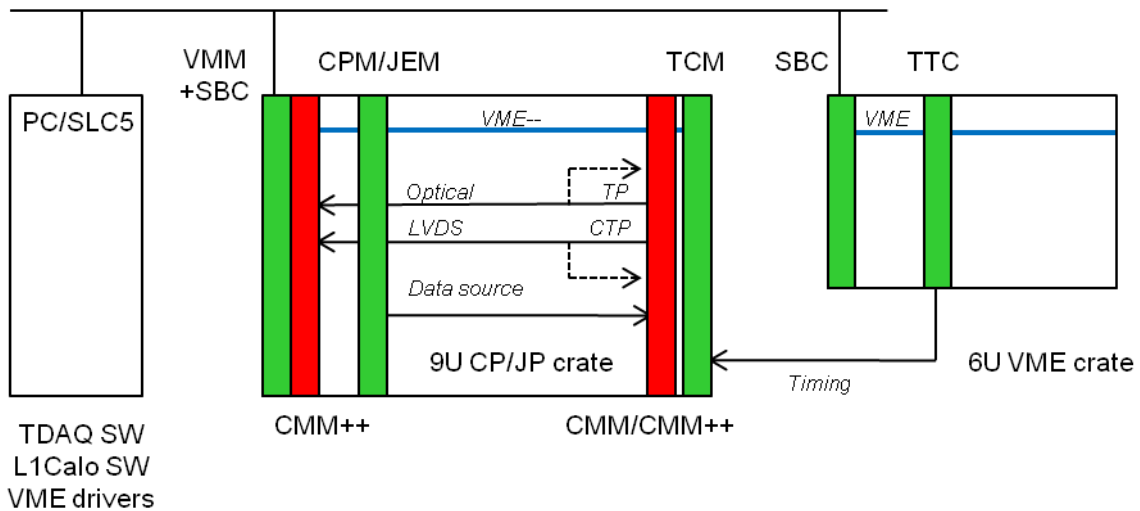 VMM
+SBC
CPM/JEM
TCM
SBC
TTC
PC/SLC5
VME--
VME
Optical
TP
LVDS
CTP
Data source
9U CP/JP crate
6U VME crate
Timing
CMM++
CMM/CMM++
TDAQ SW
L1Calo SW
VME drivers